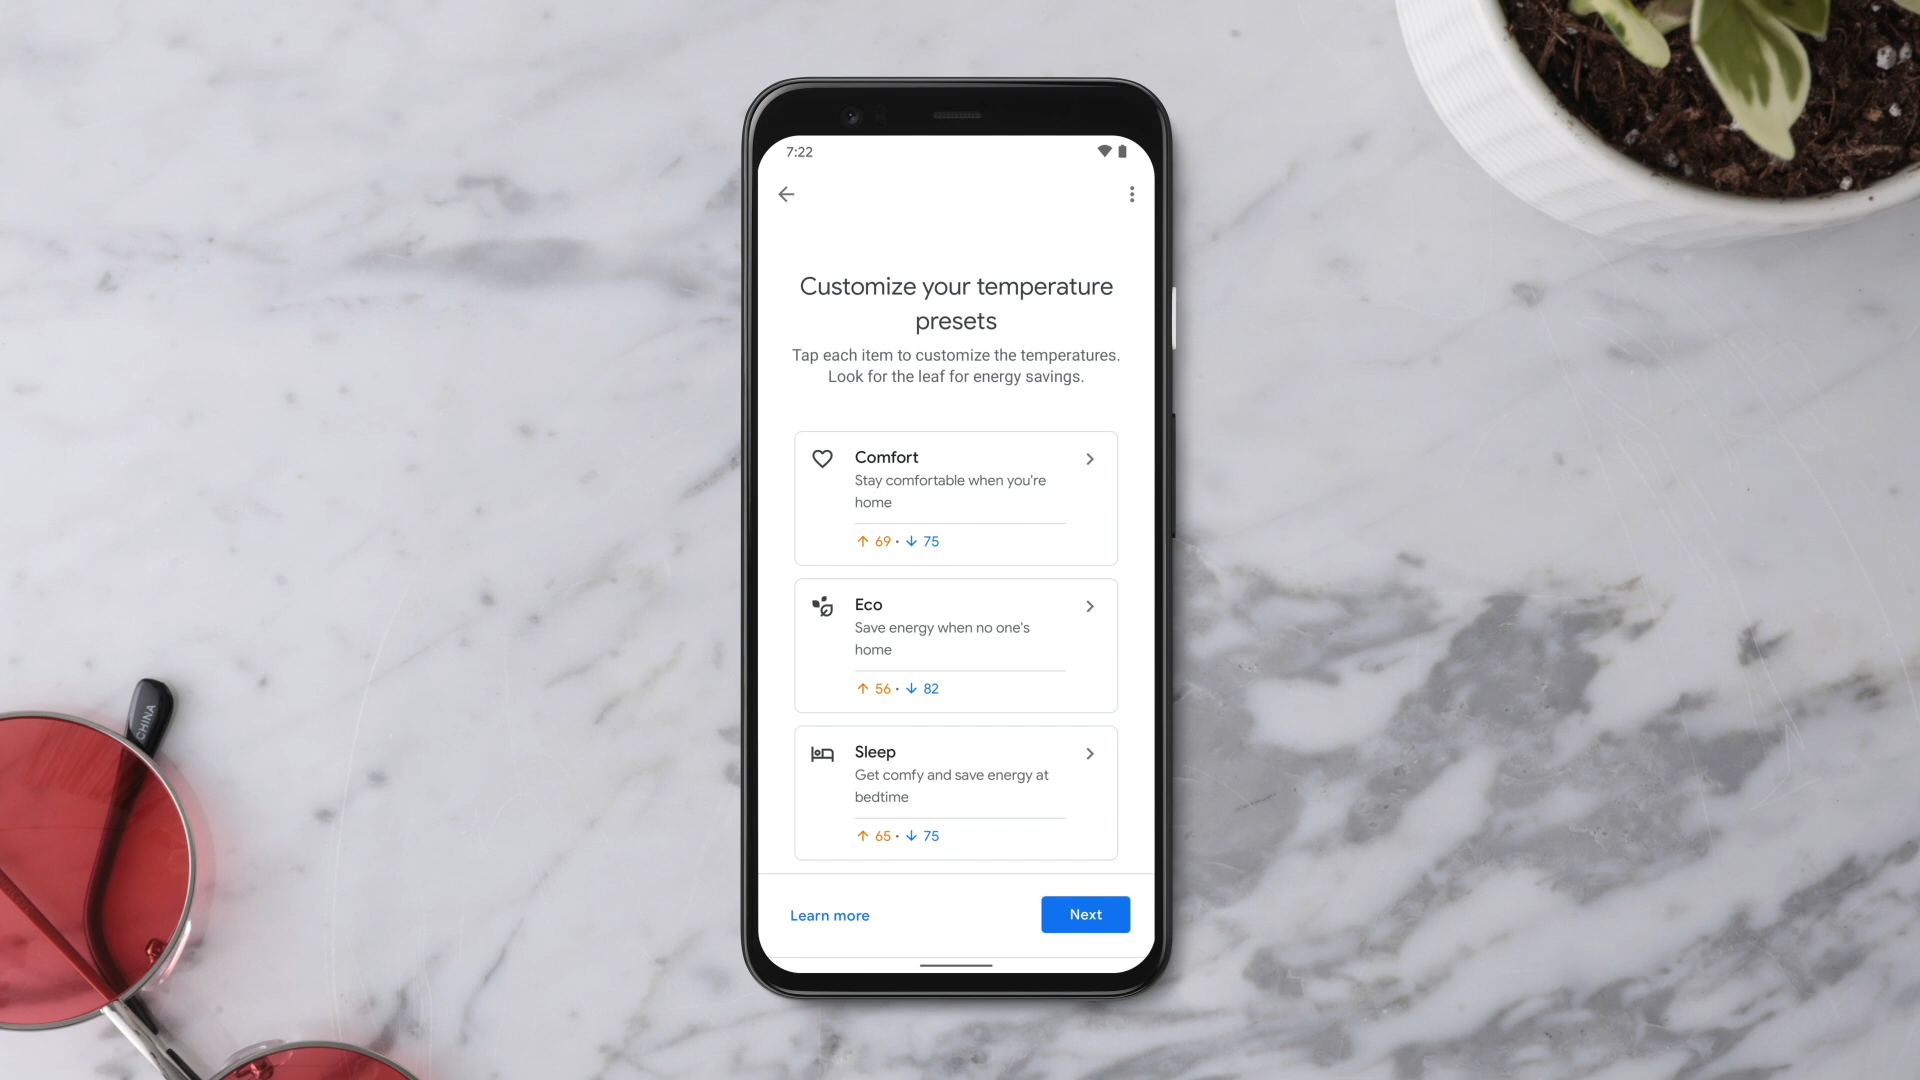 7:22
Customize your temperature
presets
Tap each item to customize the temperatures.
Look for the leaf for energy savings.
Comfort
Stay comfortable when you're
home
↑ 69 • ↓ 75
Eco
Save energy when no one's
home
↑ 56 • ↓ 82
Sleep
Get comfy and save energy at
bedtime
↑ 65 • ↓ 75
Learn more
Next
CHINA